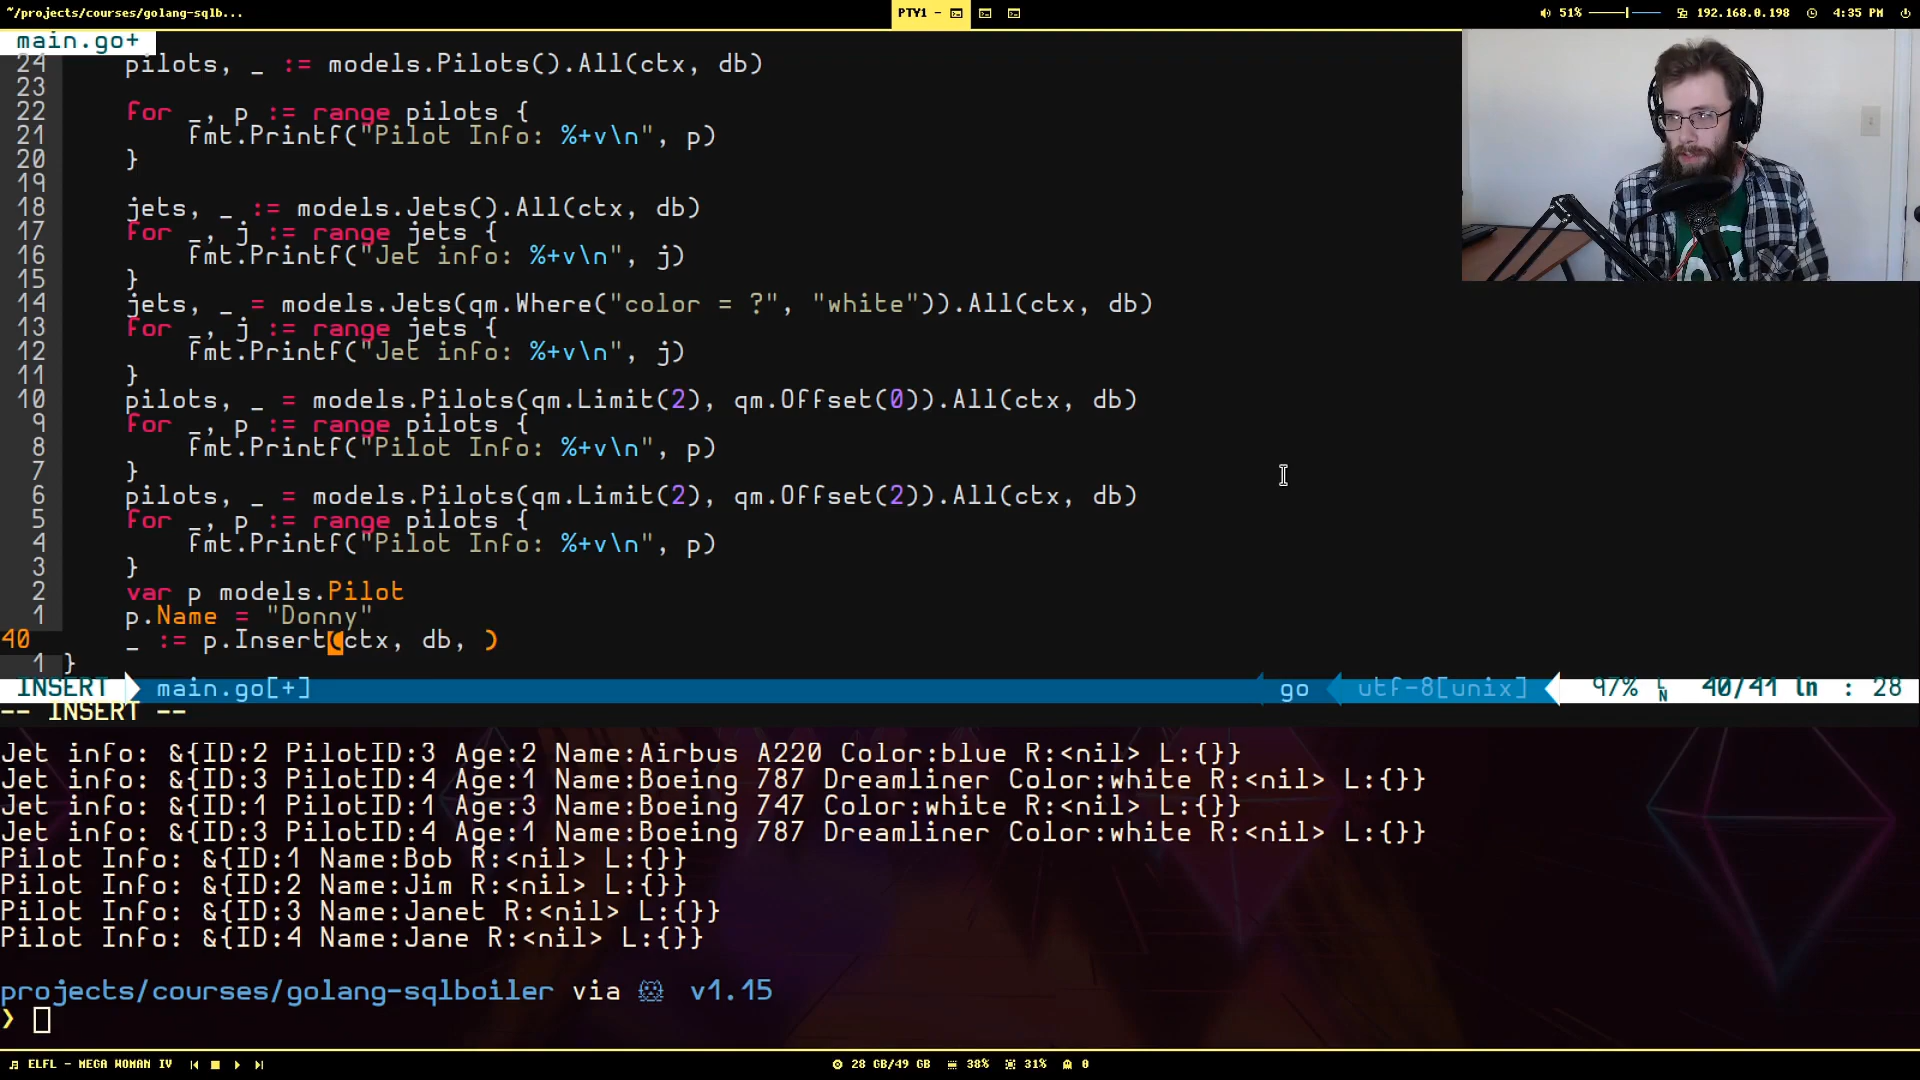 ~/projects/courses/golang-sqlb...
PTY1 -
51%
192.168.0.198
4:35 PM
main.go+
24 pilots, _ := models.Pilots().All(ctx, db)
23
22 for _, p := range pilots {
21 fmt.Printf("Pilot Info: %+v\n", p)
20 }
19
18 jets, _ := models.Jets().All(ctx, db)
17 for _, j := range jets {
16 fmt.Printf("Jet info: %+v\n", j)
15 }
14 jets, _ = models.Jets(qm.Where("color = ?", "white")).All(ctx, db)
13 for _, j := range jets {
12 fmt.Printf("Jet info: %+v\n", j)
11 }
10 pilots, _ = models.Pilots(qm.Limit(2), qm.Offset(0)).All(ctx, db)
9 for _, p := range pilots {
8 fmt.Printf("Pilot Info: %+v\n", p)
7 }
6 pilots, _ = models.Pilots(qm.Limit(2), qm.Offset(2)).All(ctx, db)
5 for _, p := range pilots {
4 fmt.Printf("Pilot Info: %+v\n", p)
3 }
2 var p models.Pilot
1 p.Name = "Donny"
40 _ := p.Insert(ctx, db, )
1 }
INSERT main.go[+] go utf-8[unix] 97% LN 40/41 ln : 28
-- INSERT --
Jet info: &{ID:2 PilotID:3 Age:2 Name:Airbus A220 Color:blue R:<nil> L:{}}
Jet info: &{ID:3 PilotID:4 Age:1 Name:Boeing 787 Dreamliner Color:white R:<nil> L:{}}
Jet info: &{ID:1 PilotID:1 Age:3 Name:Boeing 747 Color:white R:<nil> L:{}}
Jet info: &{ID:3 PilotID:4 Age:1 Name:Boeing 787 Dreamliner Color:white R:<nil> L:{}}
Pilot Info: &{ID:1 Name:Bob R:<nil> L:{}}
Pilot Info: &{ID:2 Name:Jim R:<nil> L:{}}
Pilot Info: &{ID:3 Name:Janet R:<nil> L:{}}
Pilot Info: &{ID:4 Name:Jane R:<nil> L:{}}
projects/courses/golang-sqlboiler via v1.15
❯
ELFL - MEGA WOMAN IV
28 GB/49 GB 38% 31% 0